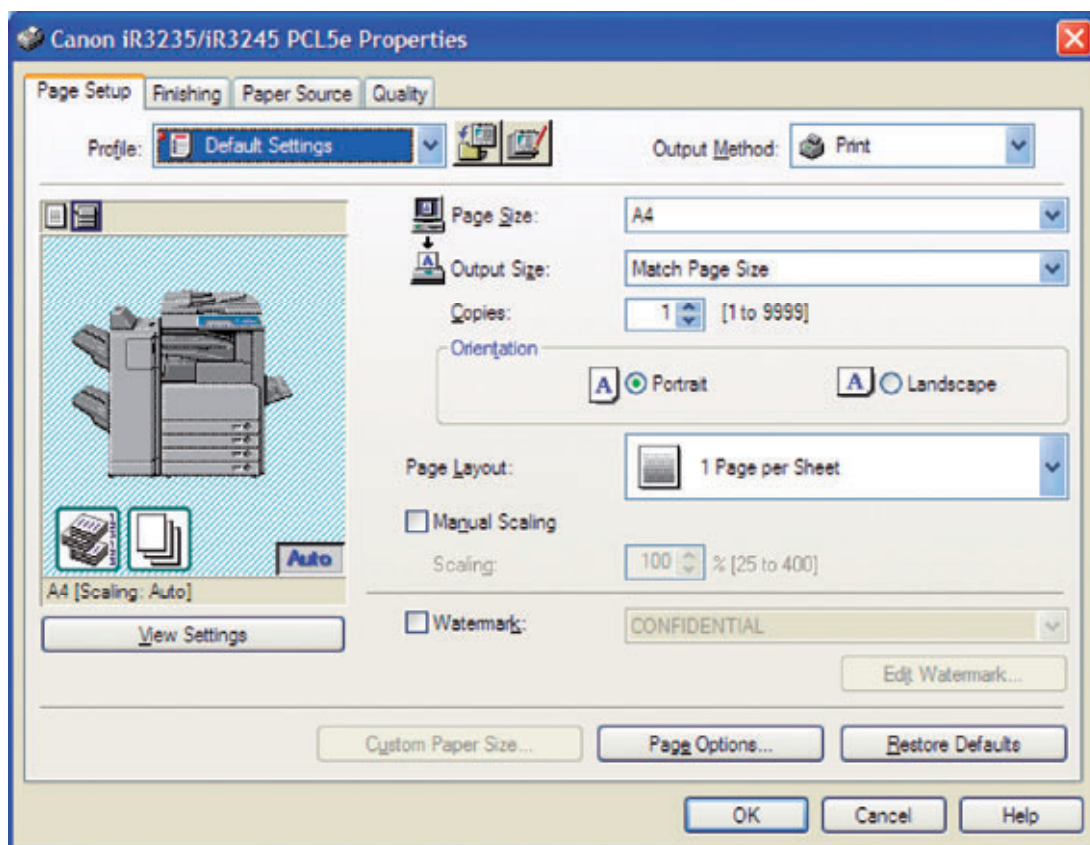 Canon iR3235/iR3245 PCL5e Properties
Page Setup Finishing Paper Source Quality
Profile: Default Settings Output Method: Print
Page Size: A4
Output Size: Match Page Size
Copies: 1 [1 to 9999]
Orientation
A Portrait A Landscape
Page Layout: 1 Page per Sheet
Manual Scaling
Scaling: 100 % [25 to 400]
Auto
A4 [Scaling: Auto]
View Settings
Watermark: CONFIDENTIAL
Edit Watermark...
Custom Paper Size... Page Options... Restore Defaults
OK Cancel Help